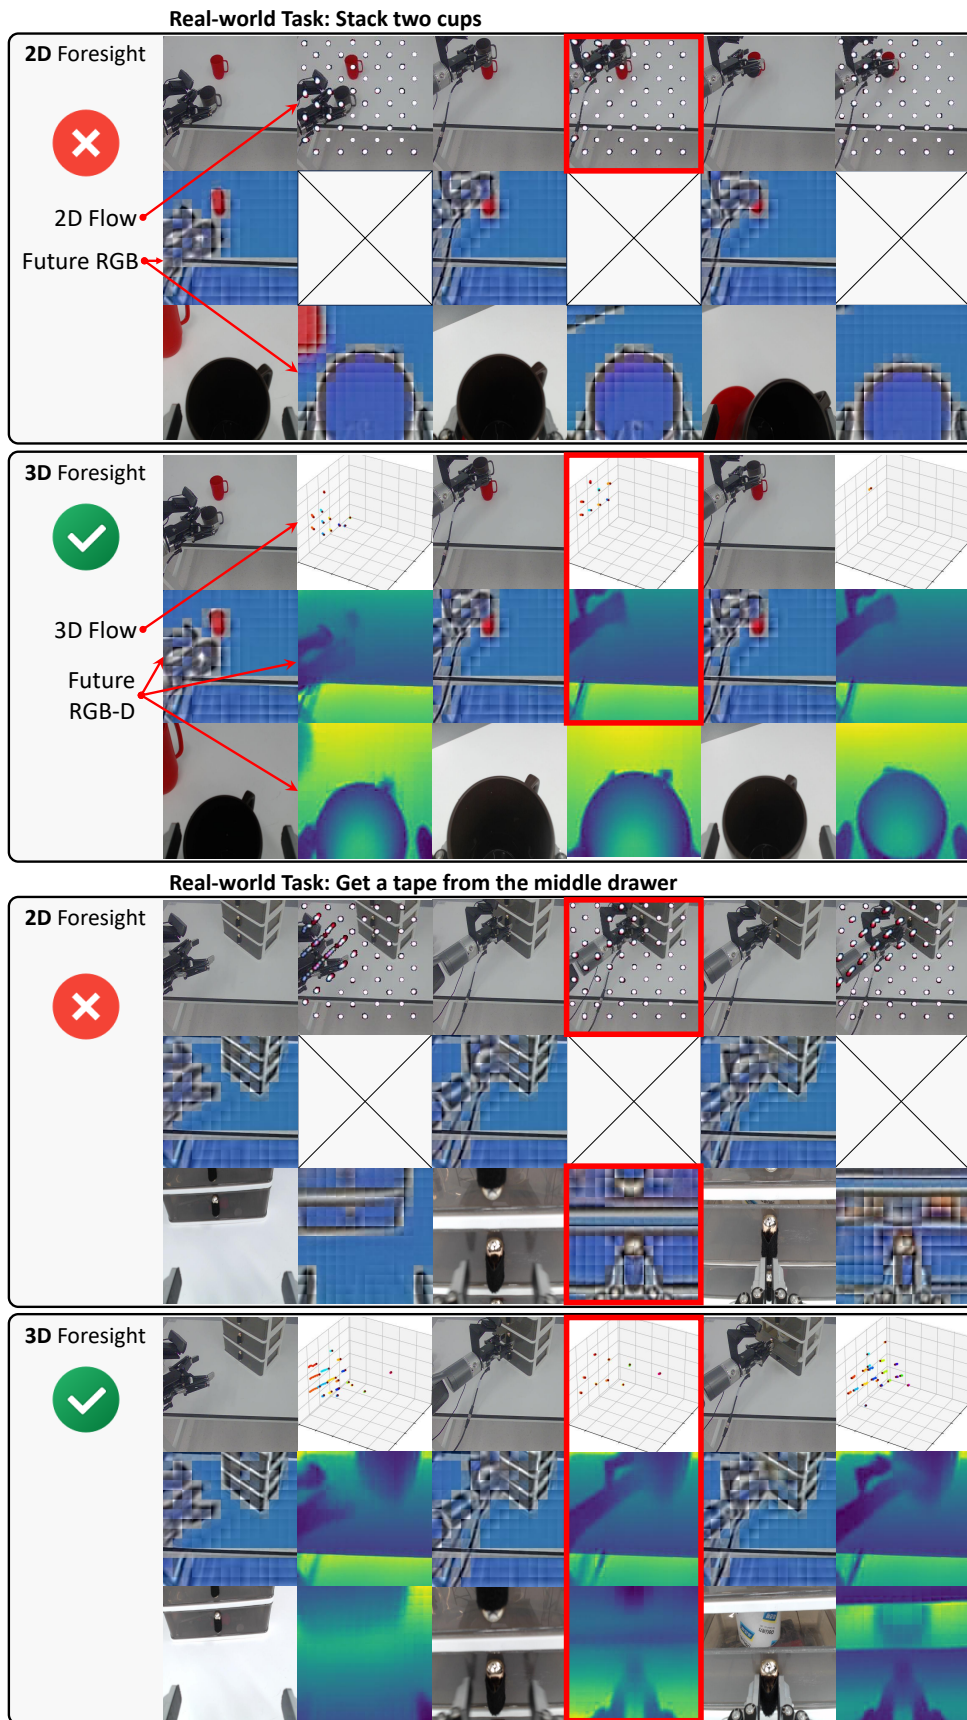 Real-world Task: Stack two cups
2D Foresight
2D Flow
Future RGB
3D Foresight
3D Flow
Future
RGB-D
Real-world Task: Get a tape from the middle drawer
2D Foresight
3D Foresight